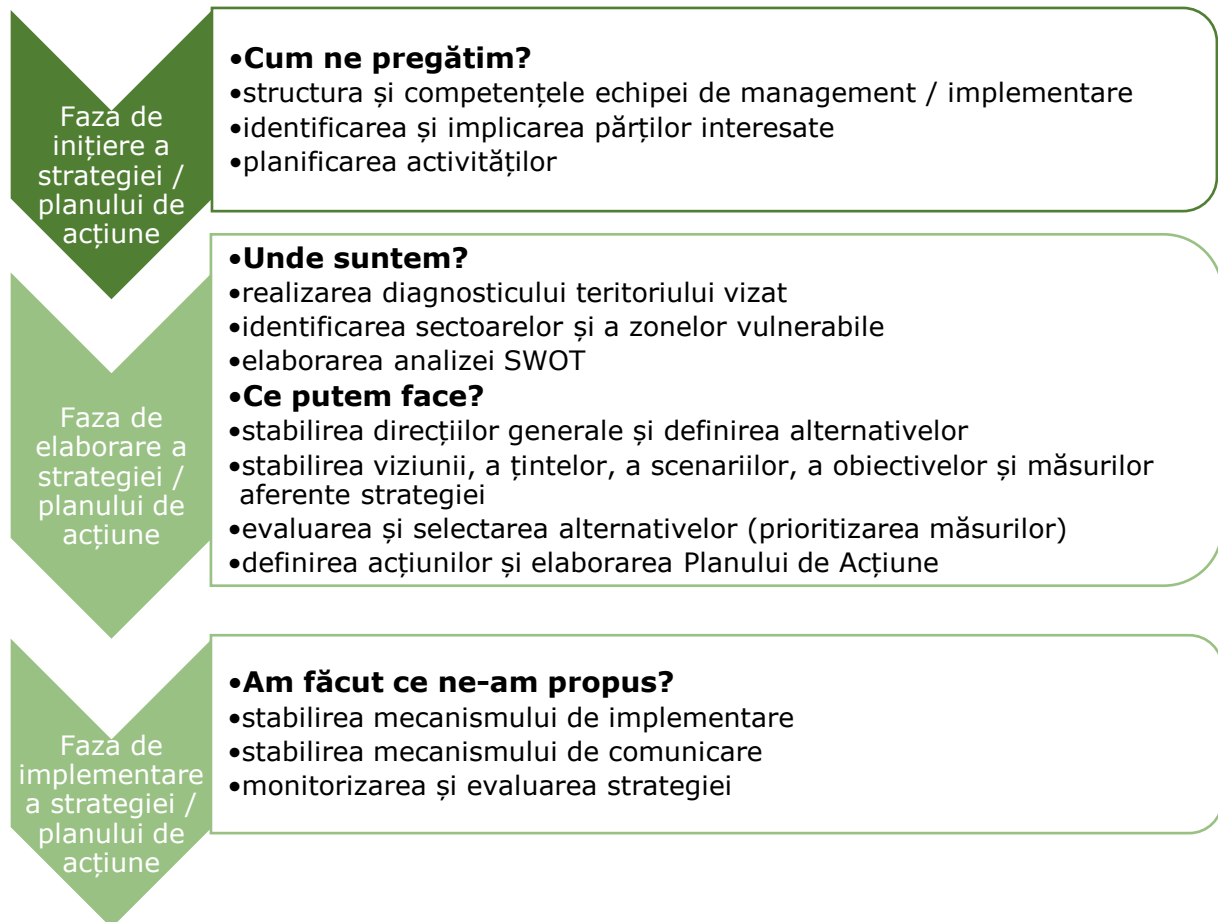 Fază de
inițiere a
strategiei /
planului de
acțiune
•Cum ne pregătim?
•structura și competențele echipei de management / implementare
•identificarea și implicarea părților interesate
•planificarea activităților
Faza de
elaborare a
strategiei /
planului de
acțiune
•Unde suntem?
•realizarea diagnosticului teritoriului vizat
•identificarea sectoarelor și a zonelor vulnerabile
•elaborarea analizei SWOT
•Ce putem face?
•stabilirea direcțiilor generale și definirea alternativelor
•stabilirea viziunii, a țintelor, a scenariilor, a obiectivelor și măsurilor
aferente strategiei
•evaluarea și selectarea alternativelor (prioritizarea măsurilor)
•definirea acțiunilor și elaborarea Planului de Acțiune
Fază de
implementare
a strategiei /
planului de
acțiune
•Am făcut ce ne-am propus?
•stabilirea mecanismului de implementare
•stabilirea mecanismului de comunicare
•monitorizarea și evaluarea strategiei